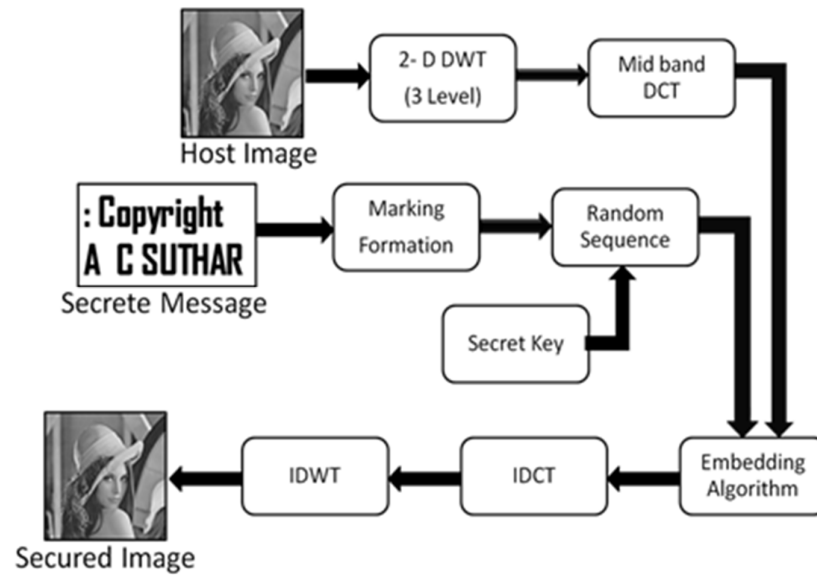 2- D DWT
(3 Level)
Mid band
DCT
Host Image
: Copyright
A C SUTHAR
Secrete Message
Marking
Formation
Random
Sequence
Secret Key
Embedding
Algorithm
IDCT
IDWT
Secured Image